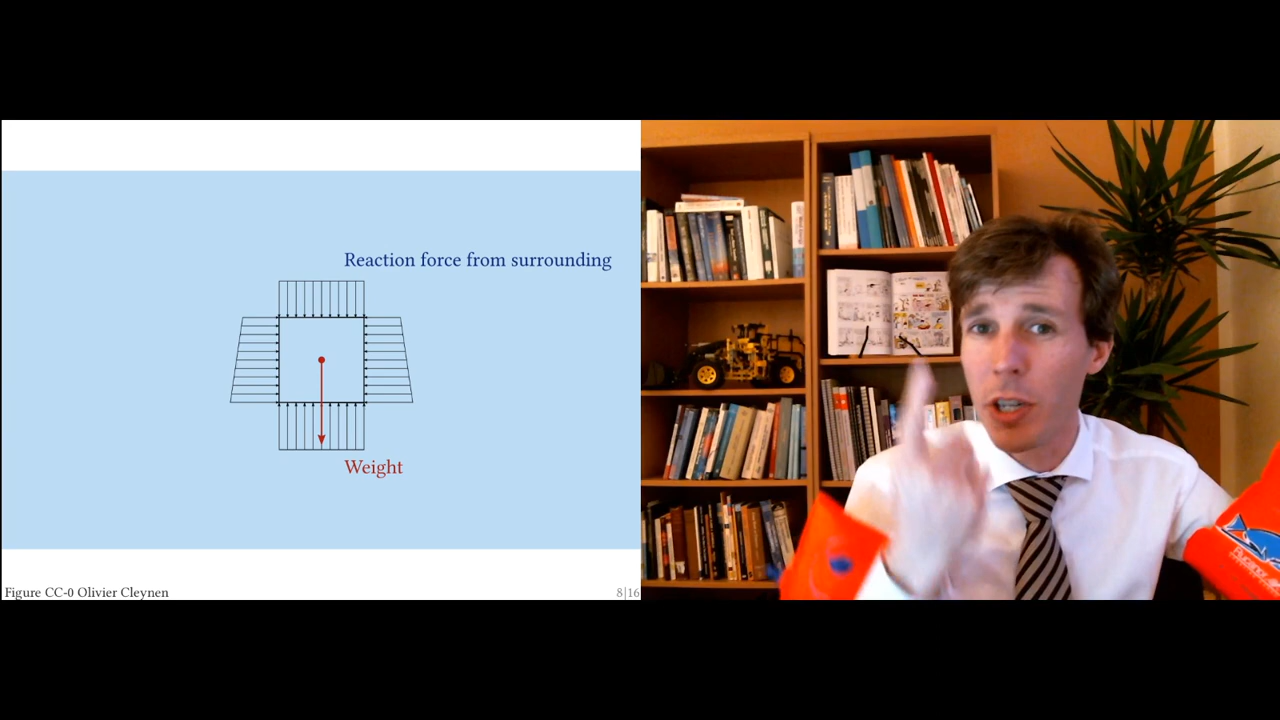 Reaction force from surrounding
Weight
Figure CC-0 Olivier Cleynen
8|16